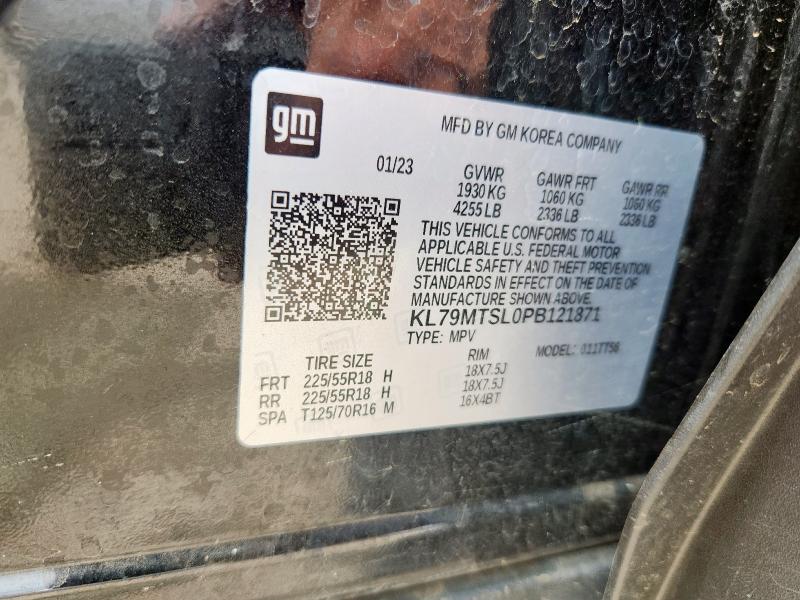 gm
MFD BY GM KOREA COMPANY
01/23
GVWR GAWR FRT GAWR RR
1930 KG 1060 KG 1060 KG
4255 LB 2336 LB 2336 LB
THIS VEHICLE CONFORMS TO ALL
APPLICABLE U.S. FEDERAL MOTOR
VEHICLE SAFETY AND THEFT PREVENTION
STANDARDS IN EFFECT ON THE DATE OF
MANUFACTURE SHOWN ABOVE.
KL79MTSL0PB121871
TYPE: MPV MODEL:
TIRE SIZE RIM
FRT 225/55R18 H 18X7.5J
RR 225/55R18 H 18X7.5J
SPA T125/70R16 M 16X4BT